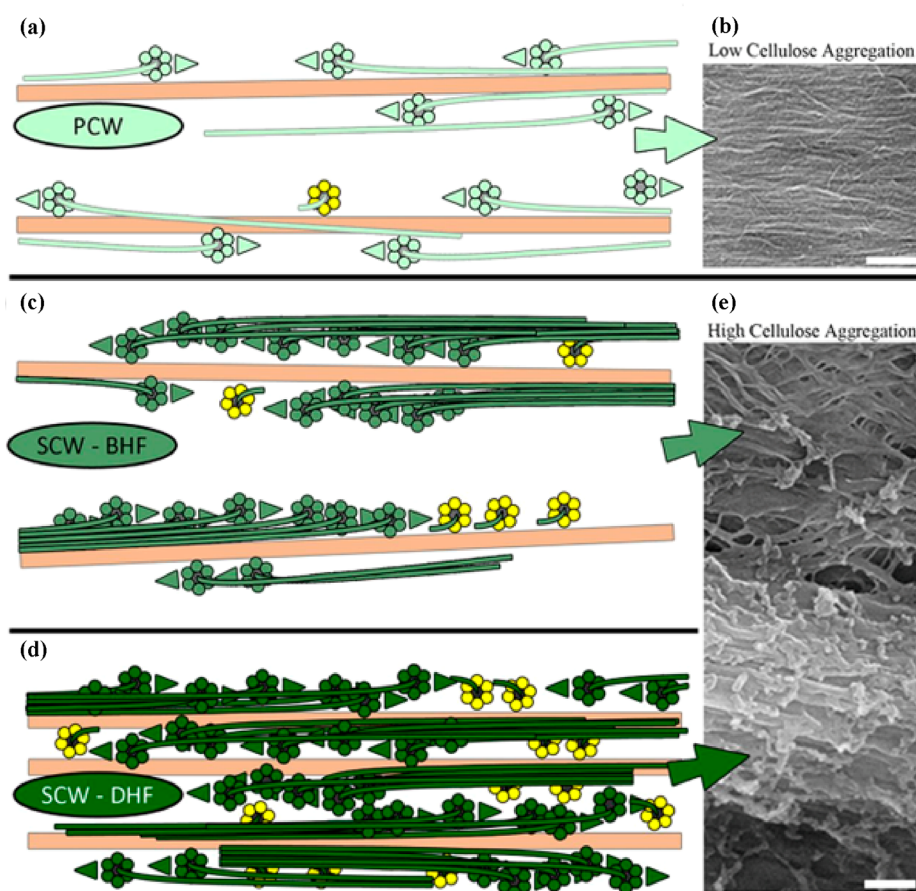 (a)
(b)
Low Cellulose Aggregation
PCW
(c)
(e)
High Cellulose Aggregation
SCW - BHF
(d)
SCW - DHF